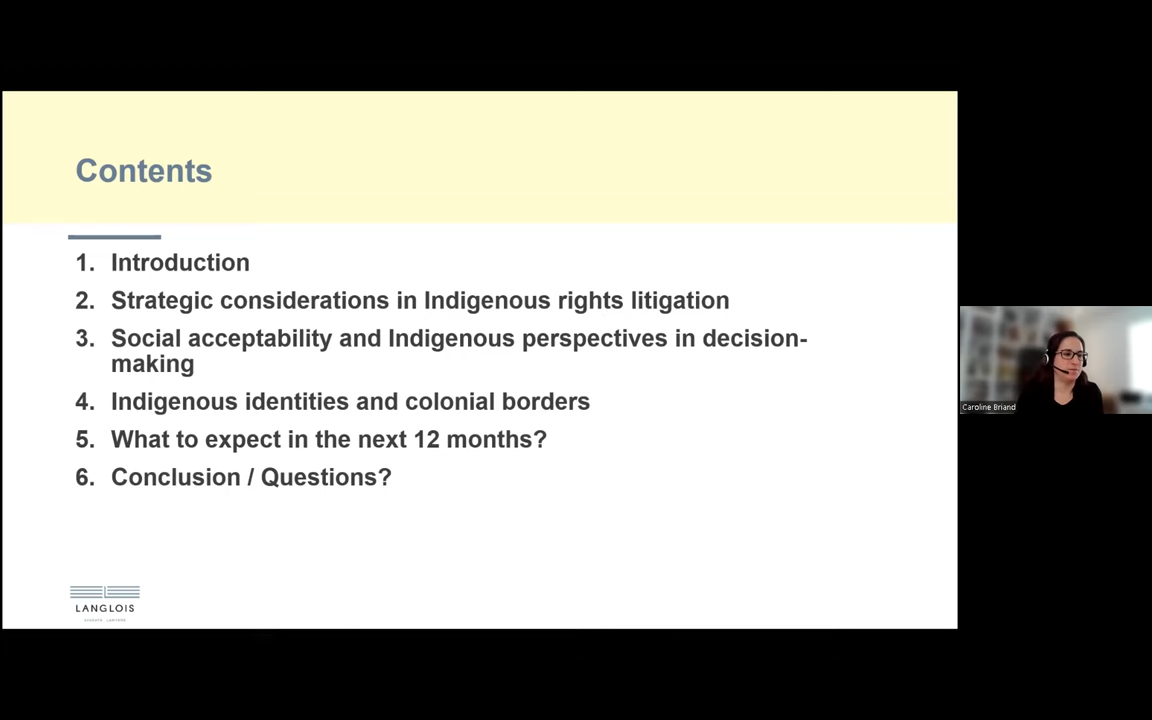 Contents
1. Introduction
2. Strategic considerations in Indigenous rights litigation
3. Social acceptability and Indigenous perspectives in decision-
making
4. Indigenous identities and colonial borders
5. What to expect in the next 12 months?
6. Conclusion / Questions?
Caroline Briand
LANGLOIS